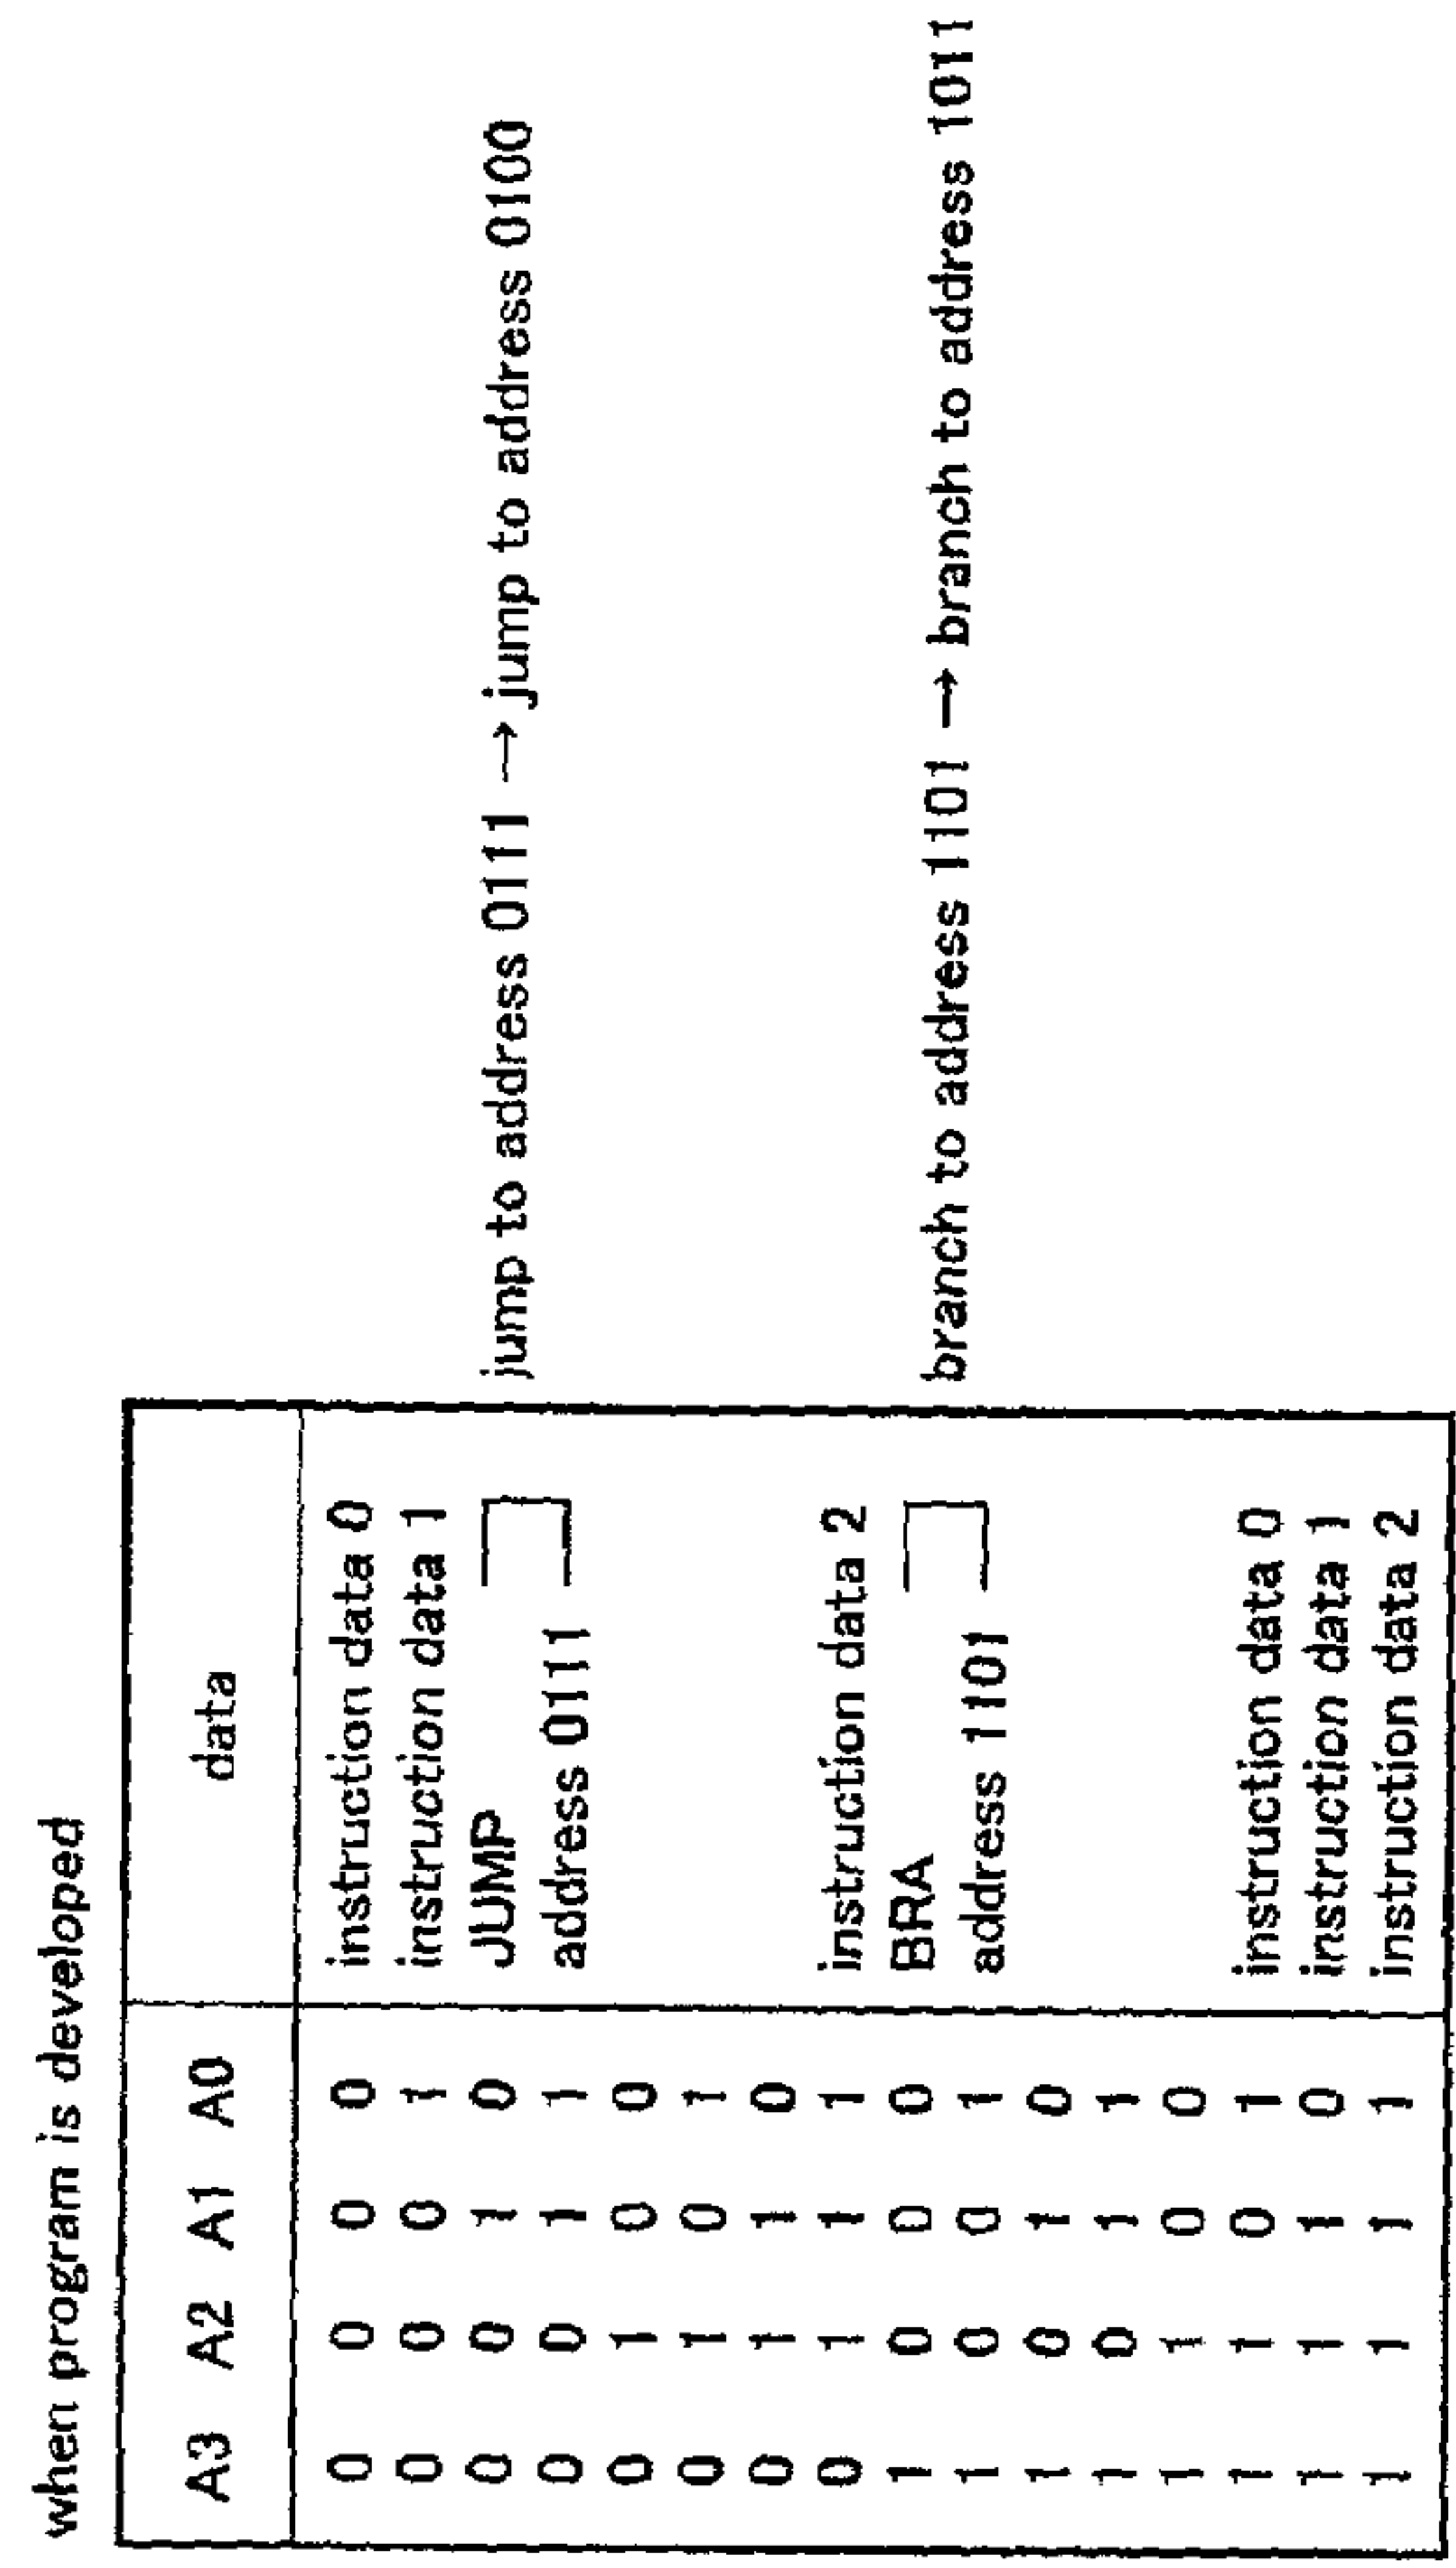 when program is developed
A3 A2 A1 A0 data
0 0 0 0 instruction data 0
0 0 0 1 instruction data 1
0 0 1 0 JUMP jump to address 0111 → jump to address 0100
0 0 1 1 address 0111
0 1 0 0
0 1 0 1
0 1 1 0
0 1 1 1 instruction data 2
1 0 0 0 BRA branch to address 1101 → branch to address 1011
1 0 0 1 address 1101
1 0 1 0
1 0 1 1
1 1 0 0
1 1 0 1 instruction data 0
1 1 1 0 instruction data 1
1 1 1 1 instruction data 2